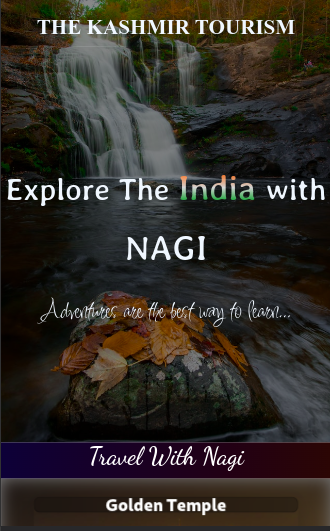 THE KASHMIR TOURISM
Explore The India with
NAGI
Adventures are the best way to learn...
Travel With Nagi
Golden Temple